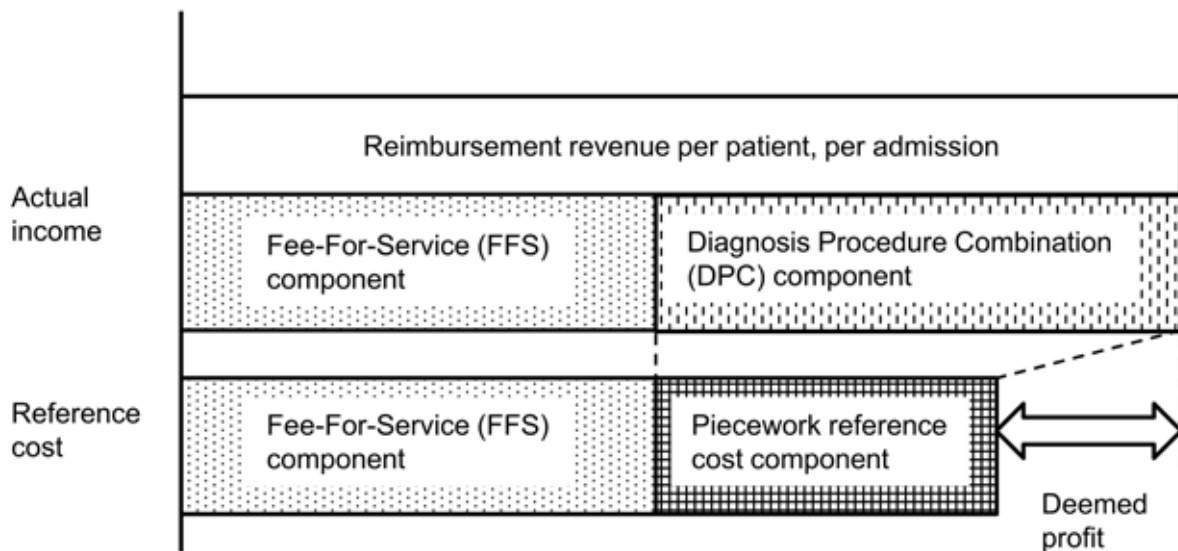 Reimbursement revenue per patient, per admission
Actual
income
Fee-For-Service (FFS)
component
Diagnosis Procedure Combination
(DPC) component
Reference
cost
Fee-For-Service (FFS)
component
Piecework reference
cost component
Deemed
profit